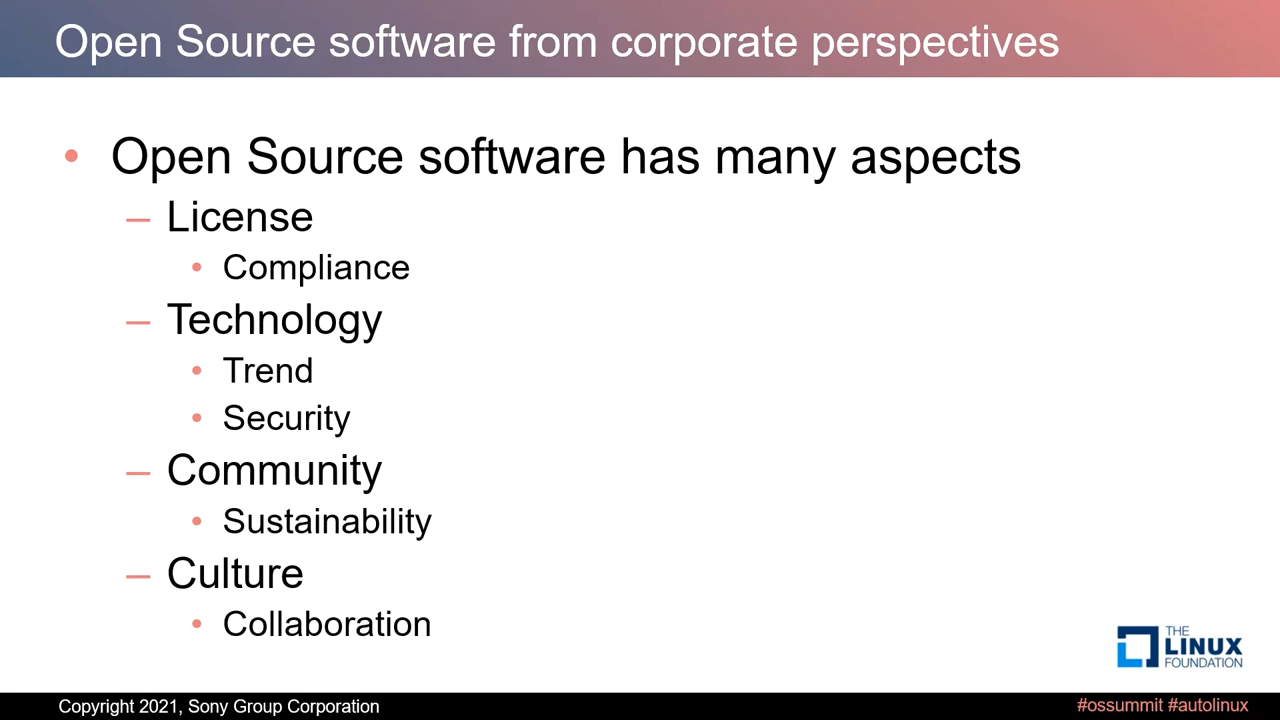 Open Source software from corporate perspectives
• Open Source software has many aspects
– License
• Compliance
– Technology
• Trend
• Security
– Community
• Sustainability
– Culture
• Collaboration
THE
LINUX
FOUNDATION
Copyright 2021, Sony Group Corporation
#ossummit #autolinux